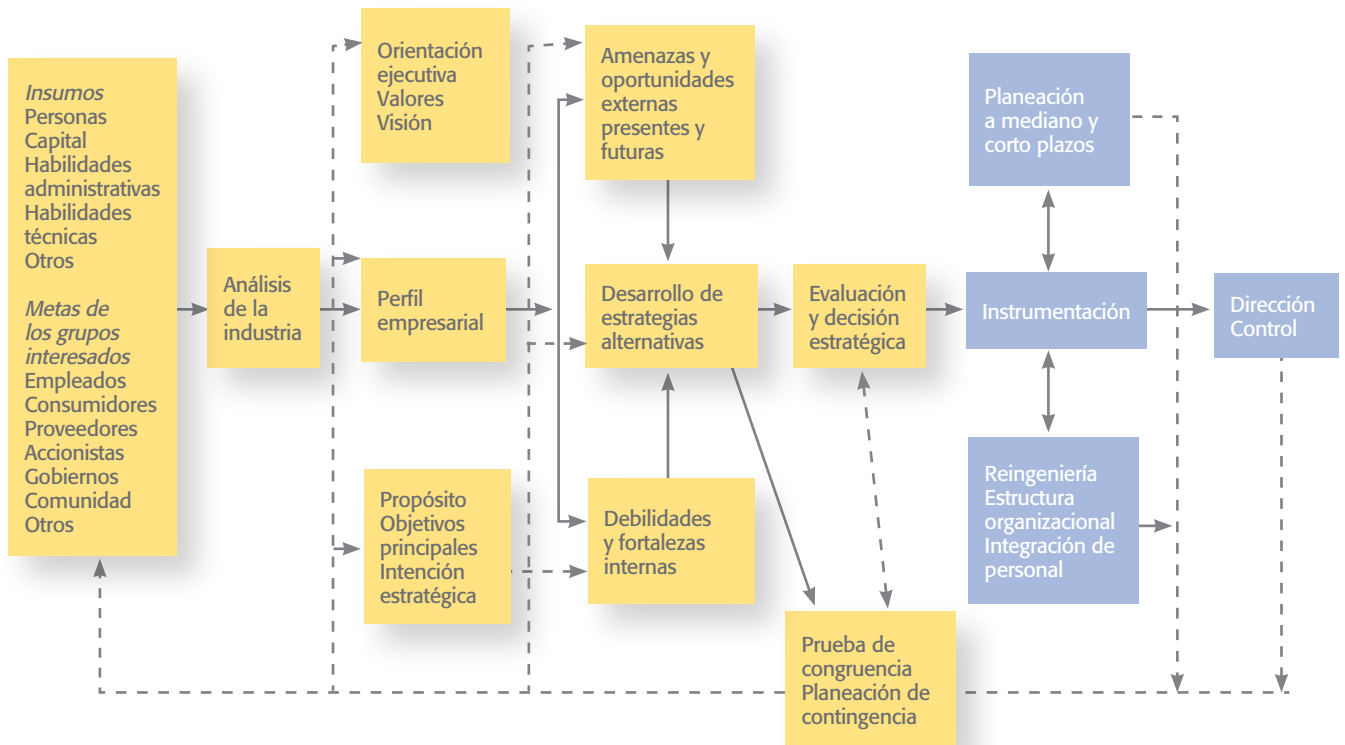 Insumos
Personas
Capital
Habilidades
administrativas
Habilidades
técnicas
Otros
Metas de
los grupos
interesados
Empleados
Consumidores
Proveedores
Accionistas
Gobiernos
Comunidad
Otros
Análisis
de la
industria
Orientación
ejecutiva
Valores
Visión
Perfil
empresarial
Propósito
Objetivos
principales
Intención
estratégica
Amenazas y
oportunidades
externas
presentes y
futuras
Desarrollo de
estrategias
alternativas
Debilidades
y fortalezas
internas
Evaluación
y decisión
estratégica
Prueba de
congruencia
Planeación de
contingencia
Planeación
a mediano y
corto plazos
Instrumentación
Reingeniería
Estructura
organizacional
Integración de
personal
Dirección
Control